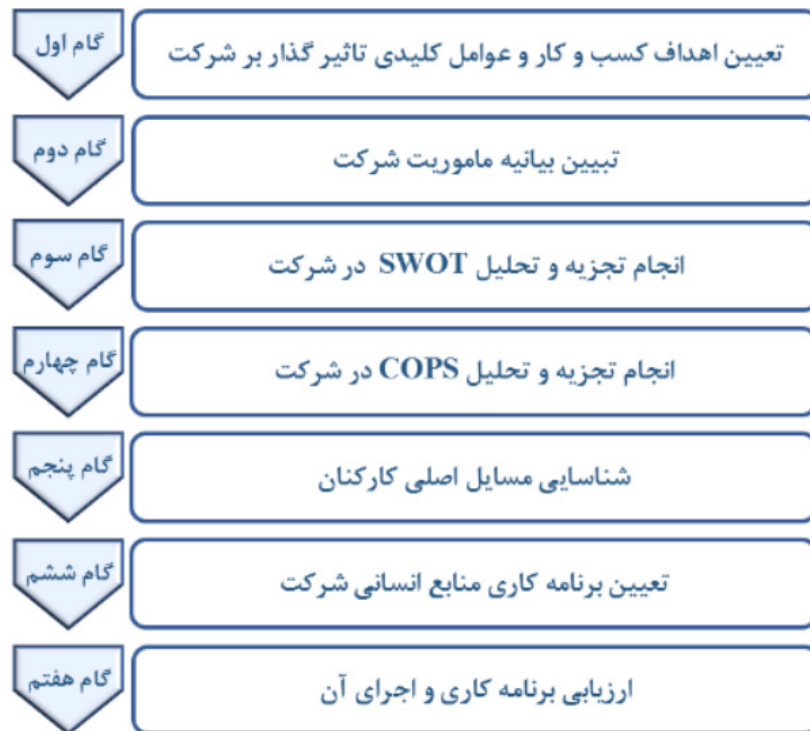 گام اول
تعیین اهداف کسب و کار و عوامل کلیدی تاثیر گذار بر شرکت
گام دوم
تبیین بیانیه ماموریت شرکت
گام سوم
انجام تجزیه و تحلیل SWOT در شرکت
گام چهارم
انجام تجزیه و تحلیل COPS در شرکت
گام پنجم
شناسایی مسایل اصلی کارکنان
گام ششم
تعیین برنامه کاری منابع انسانی شرکت
گام هفتم
ارزیابی برنامه کاری و اجرای آن